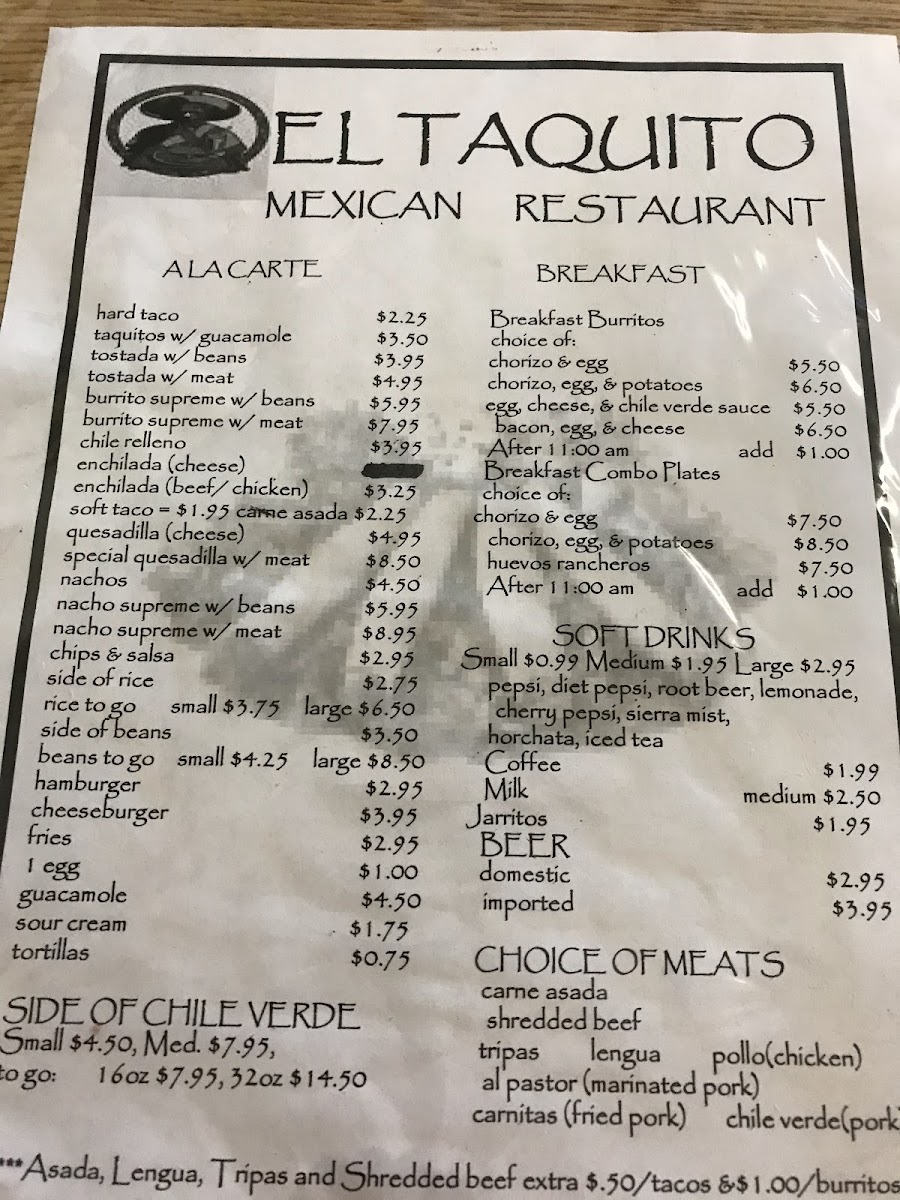 EL TAQUITO
MEXICAN RESTAURANT
A LA CARTE
hard taco $2.25
taquitos w/ guacamole $3.50
tostada w/ beans $3.95
tostada w/ meat $4.95
burrito supreme w/ beans $5.95
burrito supreme w/ meat $7.95
chile relleno $3.95
enchilada (cheese)
enchilada (beef/ chicken) $3.25
soft taco = $1.95 carne asada $2.25
quesadilla (cheese) $4.95
special quesadilla w/ meat $8.50
nachos $4.50
nacho supreme w/ beans $5.95
nacho supreme w/ meat $8.95
chips & salsa $2.95
side of rice $2.75
rice to go small $3.75 large $6.50
side of beans $3.50
beans to go small $4.25 large $8.50
hamburger $2.95
cheeseburger $3.95
fries $2.95
1 egg $1.00
guacamole $4.50
sour cream $1.75
tortillas $0.75
SIDE OF CHILE VERDE
Small $4.50, Med. $7.95,
to go: 16oz $7.95, 32oz $14.50
BREAKFAST
Breakfast Burritos
choice of:
chorizo & egg $5.50
chorizo, egg, & potatoes $6.50
egg, cheese, & chile verde sauce $5.50
bacon, egg, & cheese $6.50
After 11:00 am add $1.00
Breakfast Combo Plates
choice of:
chorizo & egg $7.50
chorizo, egg, & potatoes $8.50
huevos rancheros $7.50
After 11:00 am add $1.00
SOFT DRINKS
Small $0.99 Medium $1.95 Large $2.95
pepsi, diet pepsi, root beer, lemonade,
cherry pepsi, sierra mist,
horchata, iced tea
Coffee $1.99
Milk medium $2.50
Jarritos $1.95
BEER
domestic $2.95
imported $3.95
CHOICE OF MEATS
carne asada
shredded beef
tripas lengua pollo(chicken)
al pastor (marinated pork)
carnitas (fried pork) chile verde(pork
***Asada, Lengua, Tripas and Shredded beef extra $.50/tacos &$1.00/burritos